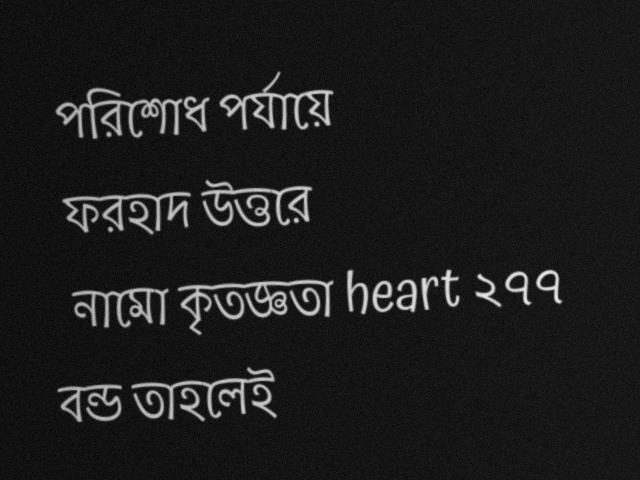 পরিশোধ পর্যায়ে
ফরহাদ উত্তরে
নামো কৃতজ্ঞতা heart ২৭৭
বন্ড তাহলেই